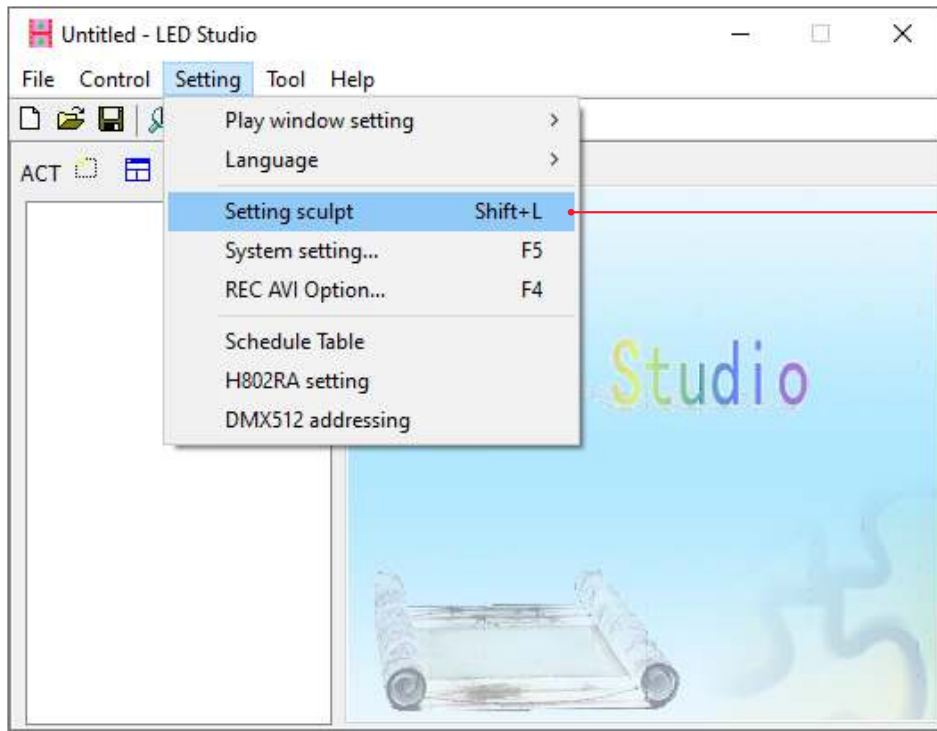 Untitled - LED Studio
File Control Setting Tool Help
ACT
Play window setting >
Language >
Setting sculpt Shift+L
System setting... F5
REC AVI Option... F4
Schedule Table
H802RA setting
DMX512 addressing
Studio